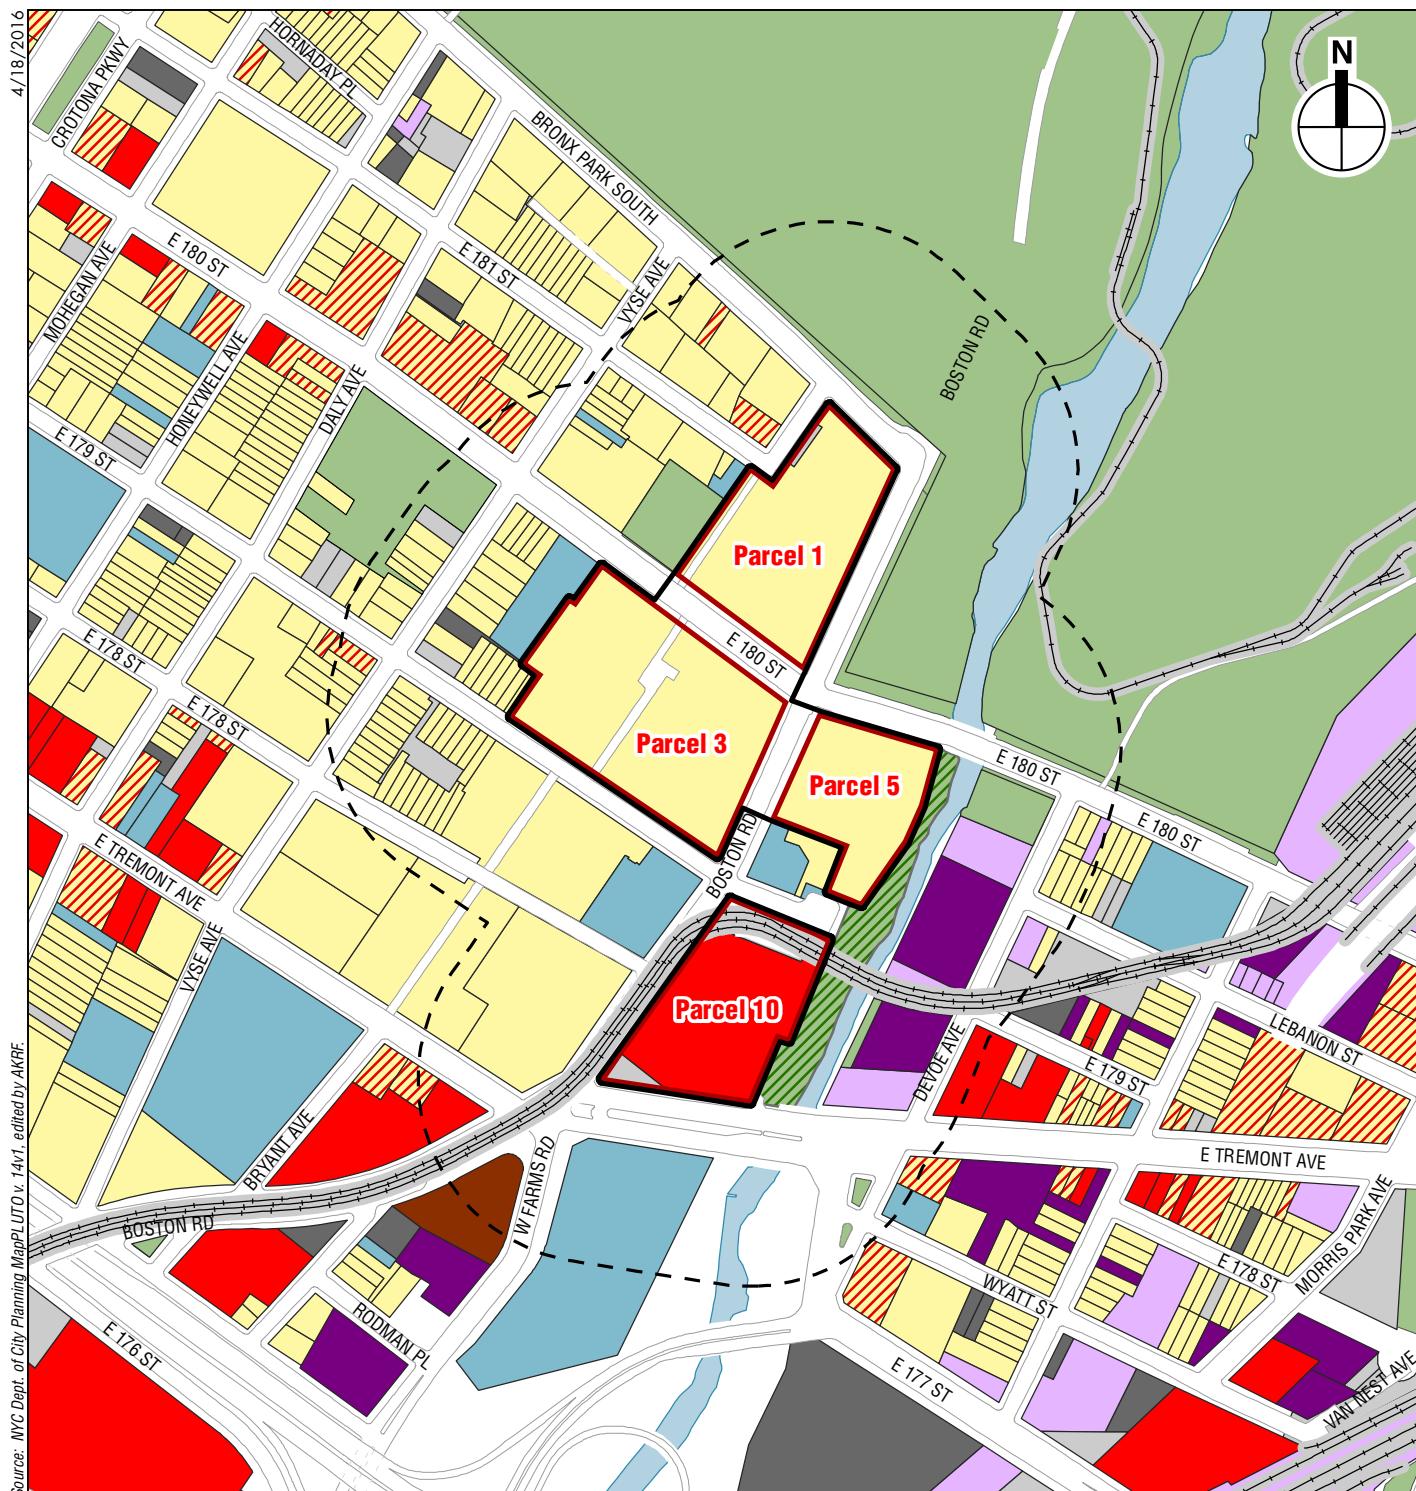 4/18/2016
N
HORNADAY PL
CROTONA PKWY
BRONX PARK SOUTH
E 180 ST
E 181 ST
MOHEGAN AVE
VYSE AVE
BOSTON RD
HONEYWELL AVE
DALY AVE
E 179 ST
Parcel 1
E 178 ST
E 180 ST
E 178 ST
Parcel 3
E 180 ST
Parcel 5
E 180 ST
BOSTON RD
E TREMONT AVE
VYSE AVE
Parcel 10
LEBANON ST
DEVOE AVE
E 179 ST
BRYANT AVE
E TREMONT AVE
W FARMS RD
BOSTON RD
MORRIS PARK AVE
E 178 ST
WYATT ST
RODMAN PL
E 176 ST
E 177 ST
VAN NEST AVE
Source: NYC Dept. of City Planning MapPLUTO v. 14v1, edited by AKRF.